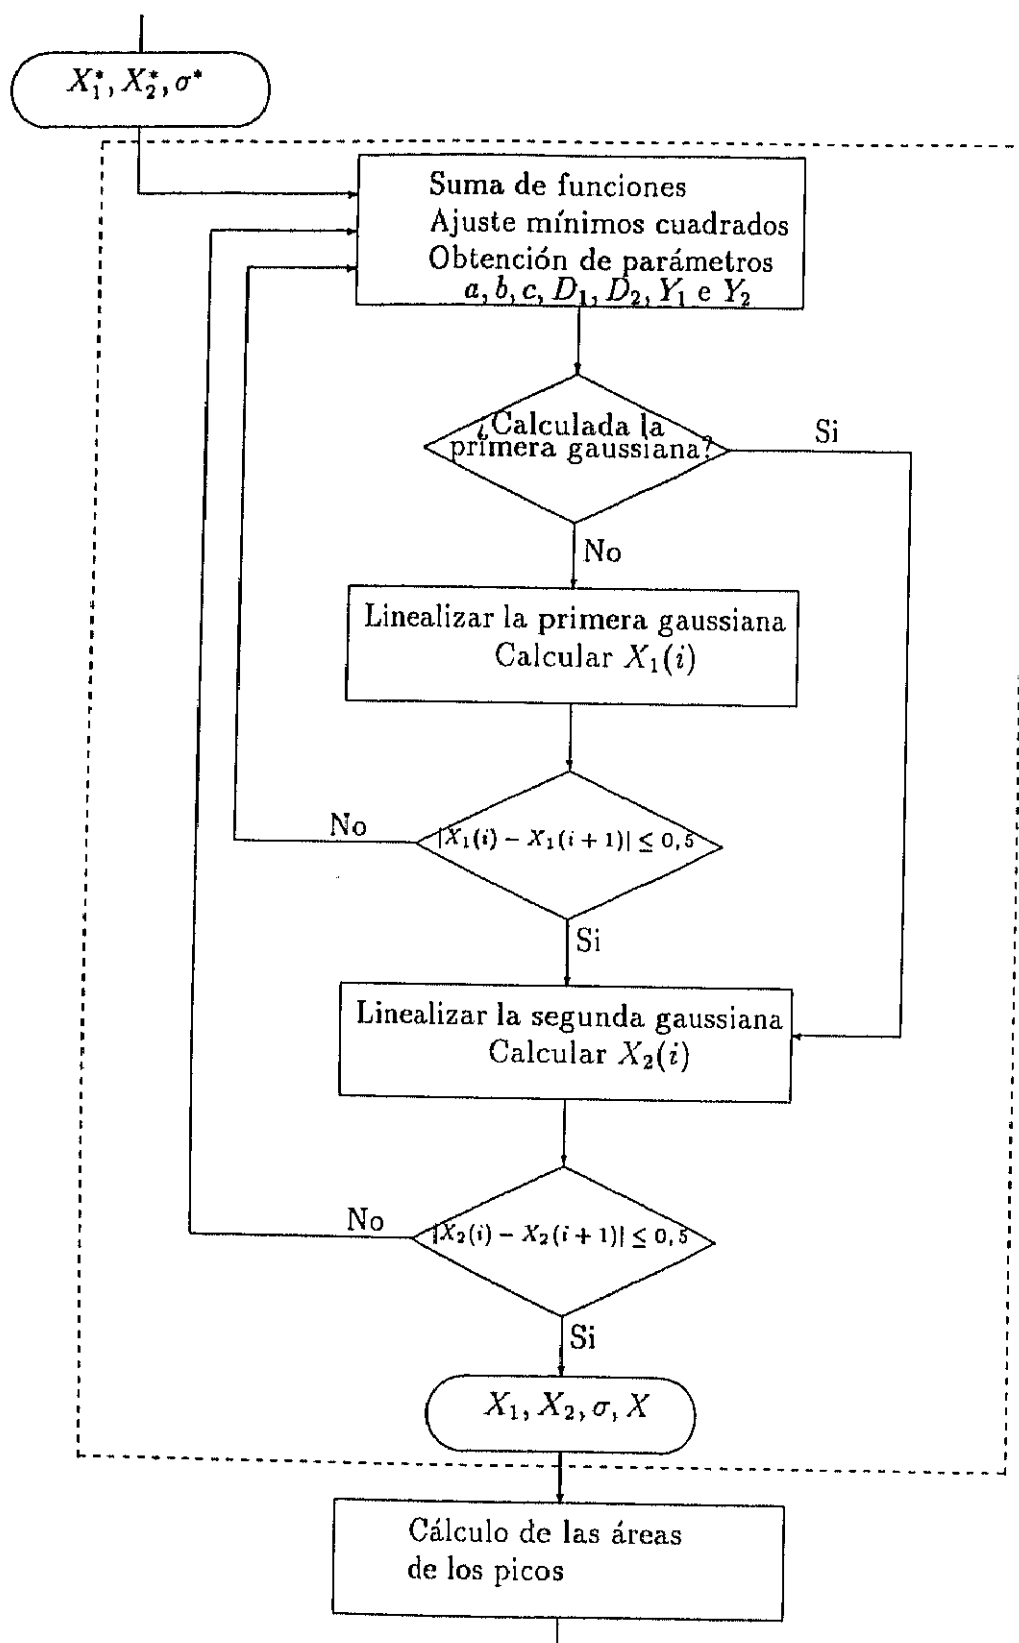 X₁*, X₂*, σ*
Suma de funciones
Ajuste mínimos cuadrados
Obtención de parámetros
a, b, c, D₁, D₂, Y₁ e Y₂
¿Calculada la
primera gaussiana?
Si
No
Linealizar la primera gaussiana
Calcular X₁(i)
No
|X₁(i) − X₁(i + 1)| ≤ 0,5
Si
Linealizar la segunda gaussiana
Calcular X₂(i)
No
|X₂(i) − X₂(i + 1)| ≤ 0,5
Si
X₁, X₂, σ, X
Cálculo de las áreas
de los picos